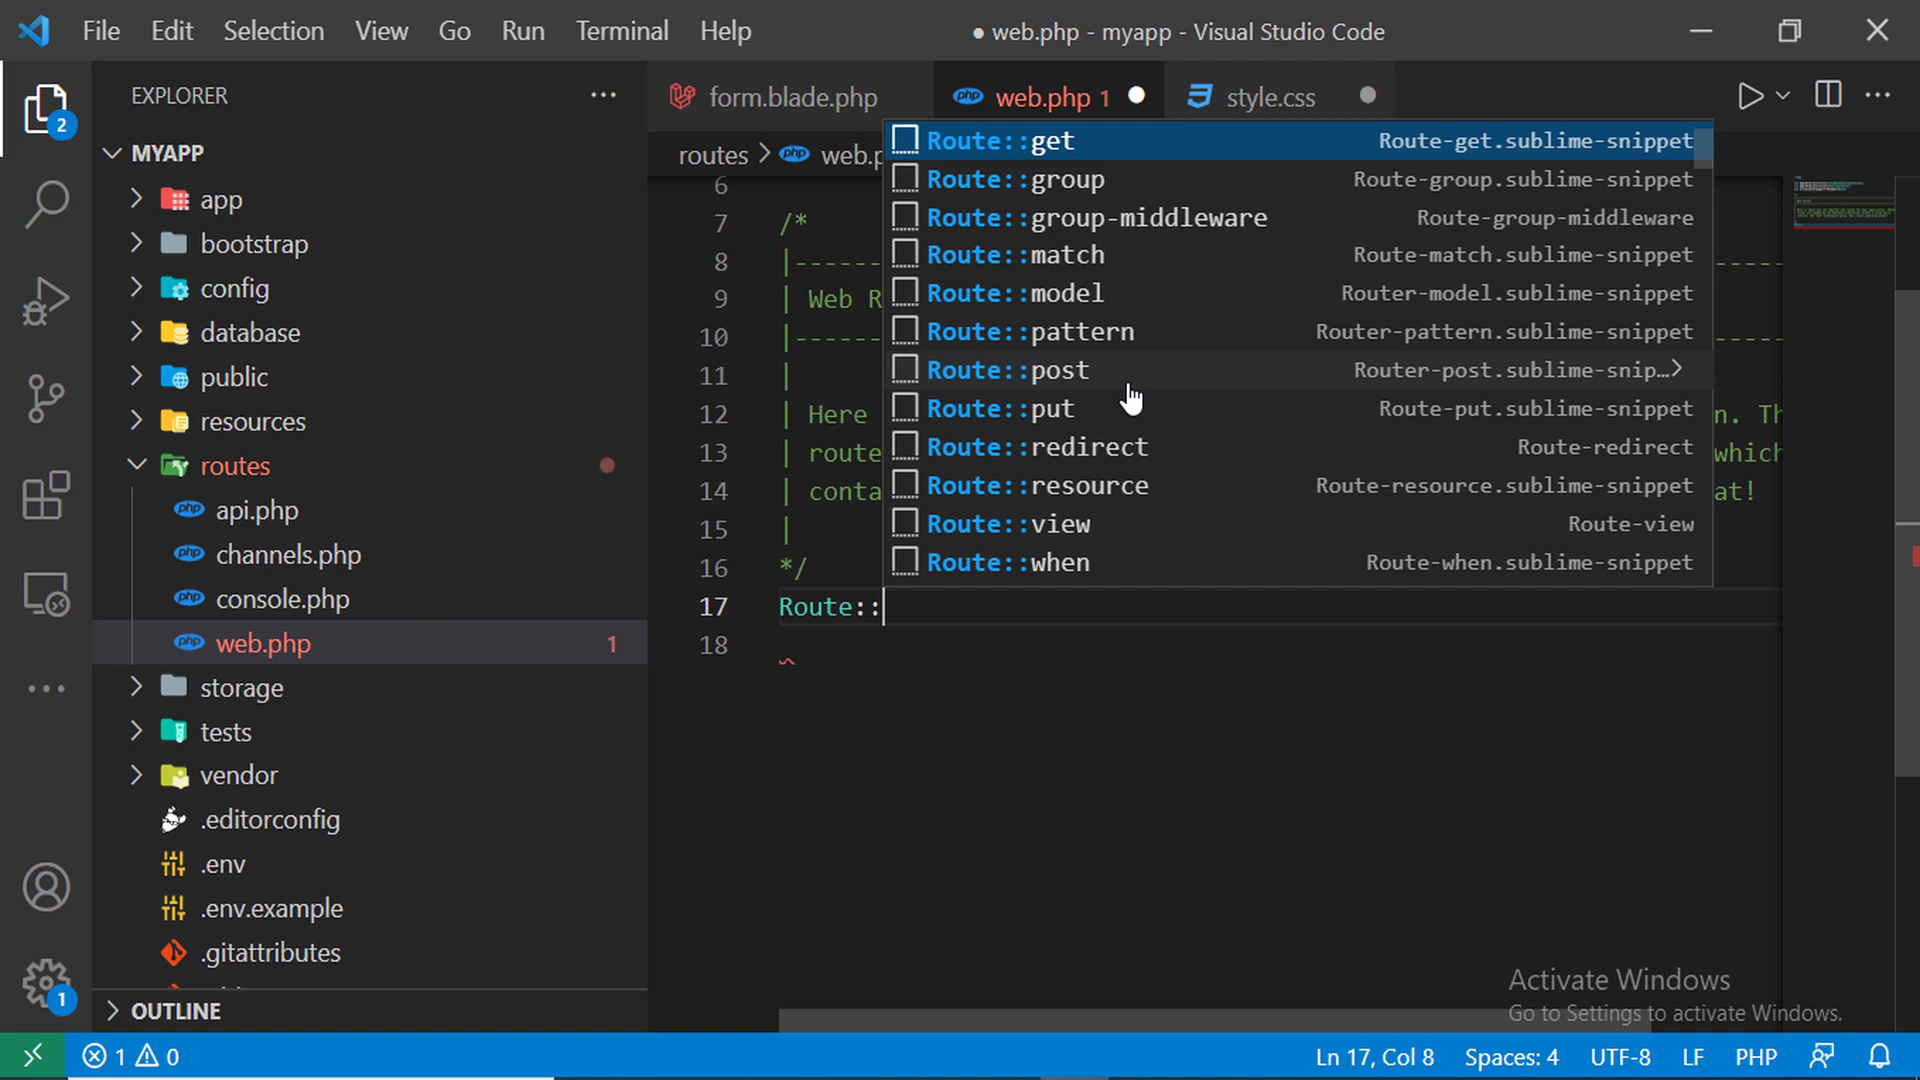 File Edit Selection View Go Run Terminal Help ● web.php - myapp - Visual Studio Code
EXPLORER ...
form.blade.php web.php 1 style.css
2
MYAPP
app
bootstrap
config
database
public
resources
routes
api.php
channels.php
console.php
web.php 1
storage
tests
vendor
.editorconfig
.env
.env.example
.gitattributes
OUTLINE
1
routes > web.p
6
7 /*
8 |------
9 | Web R
10 |------
11 |
12 | Here n. Th
13 | route which
14 | conta at!
15 |
16 */
17 Route::
18
Route::get Route-get.sublime-snippet
Route::group Route-group.sublime-snippet
Route::group-middleware Route-group-middleware
Route::match Route-match.sublime-snippet
Route::model Router-model.sublime-snippet
Route::pattern Router-pattern.sublime-snippet
Route::post Router-post.sublime-snip…>
Route::put Route-put.sublime-snippet
Route::redirect Route-redirect
Route::resource Route-resource.sublime-snippet
Route::view Route-view
Route::when Route-when.sublime-snippet
Activate Windows
Go to Settings to activate Windows.
1 0 Ln 17, Col 8 Spaces: 4 UTF-8 LF PHP